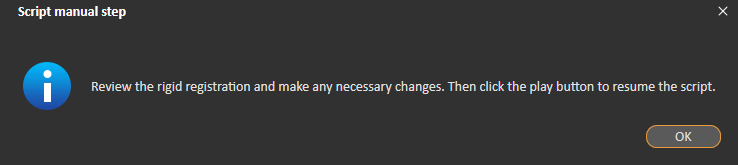 Script manual step
Review the rigid registration and make any necessary changes. Then click the play button to resume the script.
OK